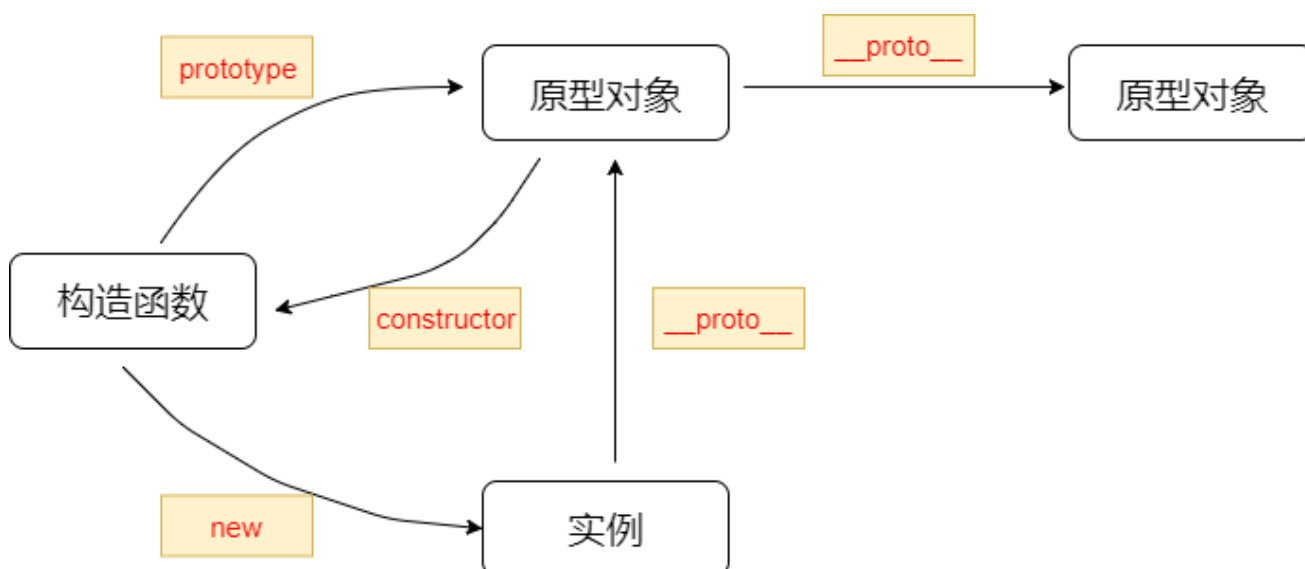 prototype
__proto__
原型对象
原型对象
构造函数
constructor
__proto__
new
实例